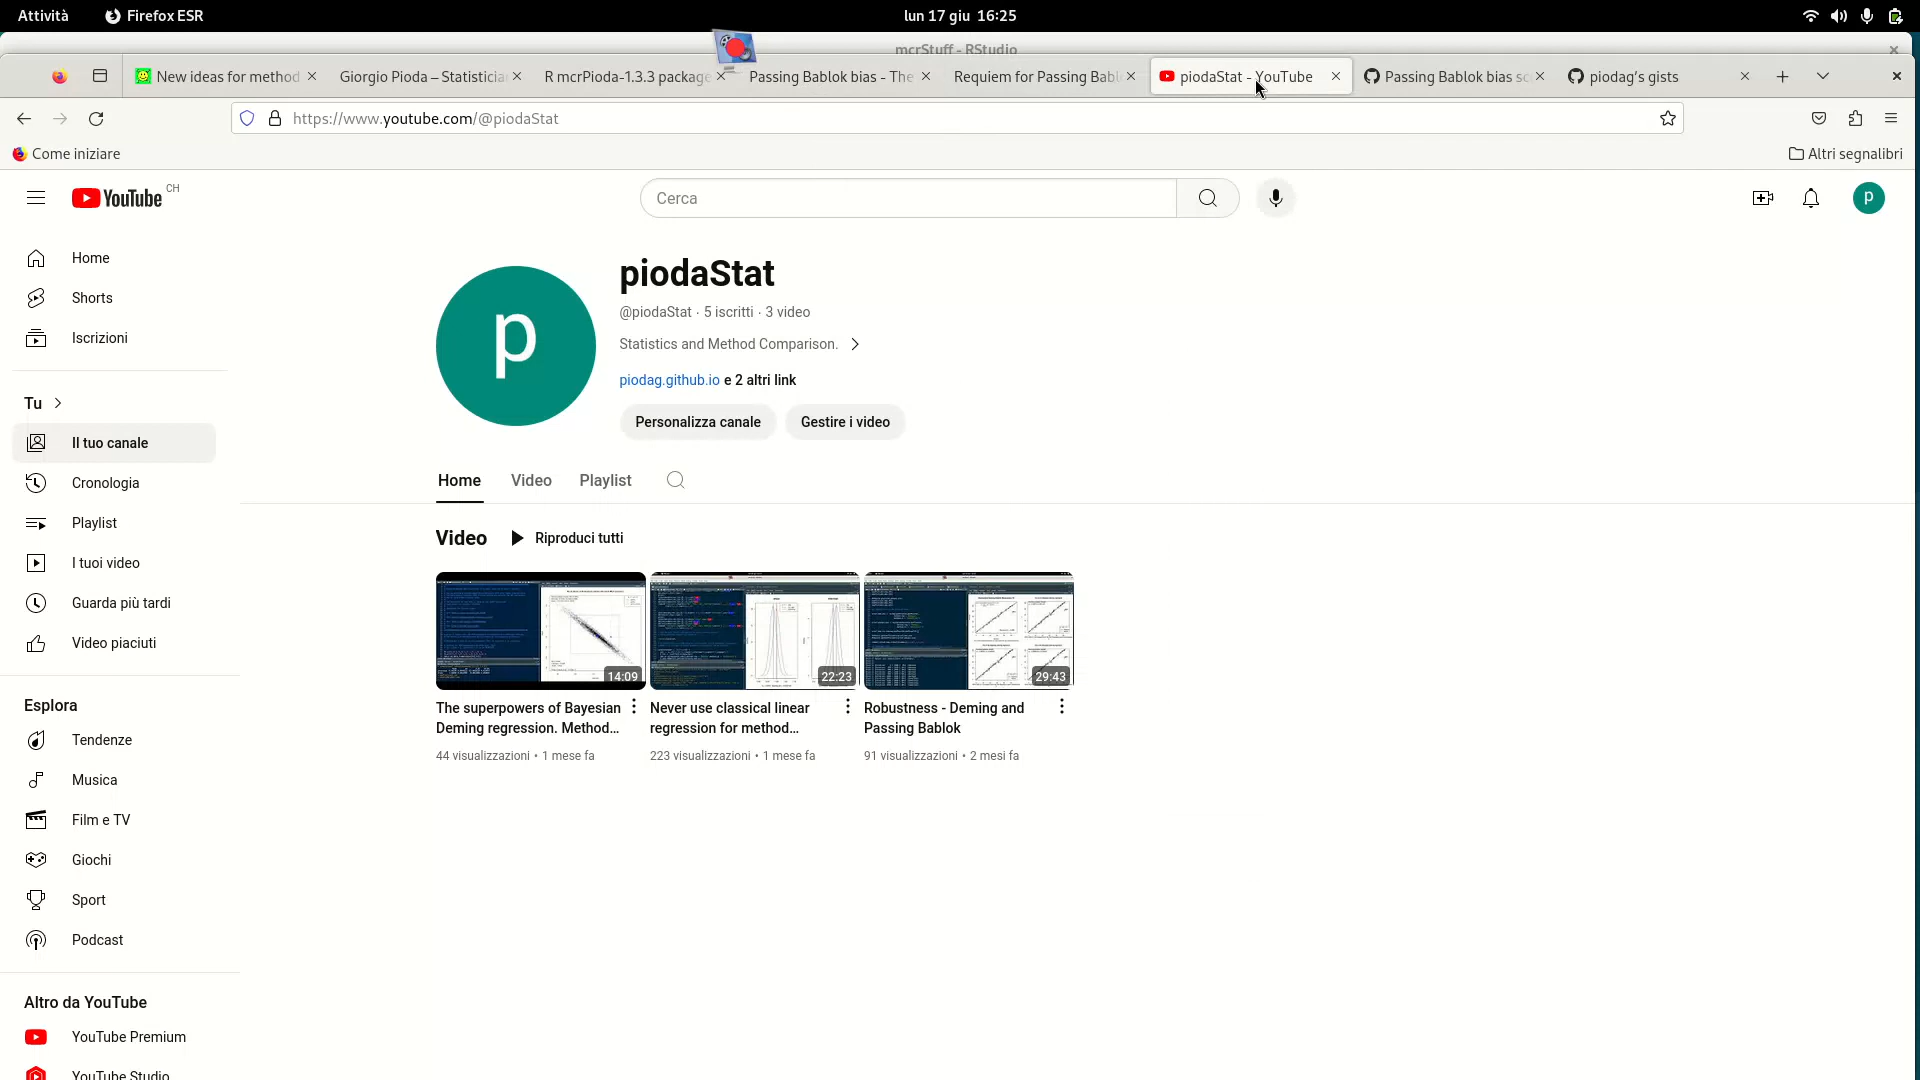 Attività
Firefox ESR
lun 17 giu 16:25
mcrStuff - RStudio
New ideas for method
Giorgio Pioda – Statisticia
R mcrPioda-1.3.3 package
Passing Bablok bias - The
Requiem for Passing Babl
piodaStat - YouTube
Passing Bablok bias sc
piodag's gists
https://www.youtube.com/@piodaStat
Come iniziare
Altri segnalibri
YouTube CH
Cerca
p
Home
Shorts
Iscrizioni
Tu
Il tuo canale
Cronologia
Playlist
I tuoi video
Guarda più tardi
Video piaciuti
Esplora
Tendenze
Musica
Film e TV
Giochi
Sport
Podcast
Altro da YouTube
YouTube Premium
YouTube Studio
p
piodaStat
@piodaStat · 5 iscritti · 3 video
Statistics and Method Comparison.
piodag.github.io e 2 altri link
Personalizza canale
Gestire i video
Home
Video
Playlist
Video
Riproduci tutti
14:09
The superpowers of Bayesian
Deming regression. Method...
44 visualizzazioni • 1 mese fa
22:23
Never use classical linear
regression for method...
223 visualizzazioni • 1 mese fa
29:43
Robustness - Deming and
Passing Bablok
91 visualizzazioni • 2 mesi fa